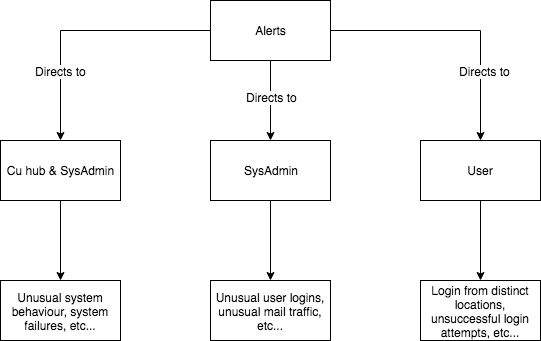 Alerts
Directs to
Directs to
Directs to
Cu hub & SysAdmin
SysAdmin
User
Unusual system
behaviour, system
failures, etc...
Unusual user logins,
unusual mail traffic,
etc...
Login from distinct
locations,
unsuccessful login
attempts, etc...